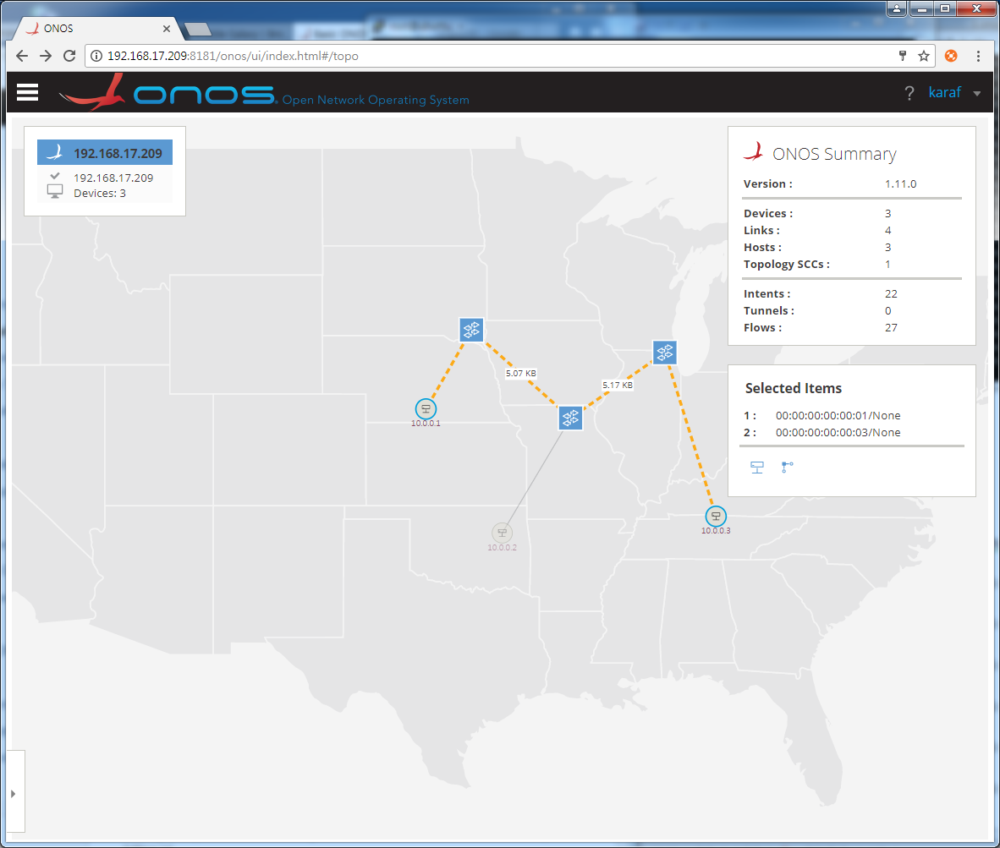 ONOS
192.168.17.209:8181/onos/ui/index.html#/topo
onos. Open Network Operating System
? karaf
192.168.17.209
192.168.17.209
Devices: 3
ONOS Summary
Version : 1.11.0
Devices : 3
Links : 4
Hosts : 3
Topology SCCs : 1
Intents : 22
Tunnels : 0
Flows : 27
Selected Items
1 : 00:00:00:00:00:01/None
2 : 00:00:00:00:00:03/None
5.07 KB
5.17 KB
10.0.0.1
10.0.0.3
10.0.0.2